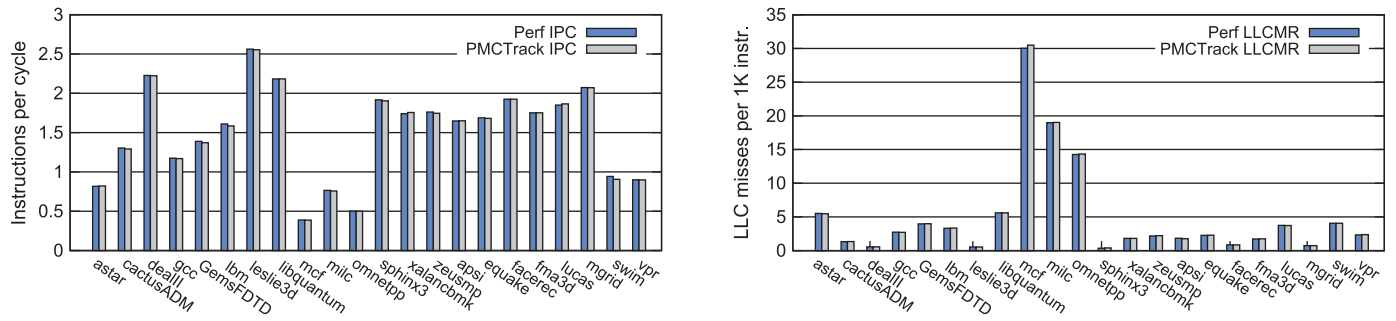 Instructions per cycle
3
2.5
2
1.5
1
0.5
0
Perf IPC
PMCTrack IPC
astar
cactusADM
dealII
gcc
GemsFDTD
lbm
leslie3d
libquantum
mcf
milc
omnetpp
sphinx3
xalancbmk
zeusmp
apsi
equake
facerec
fma3d
lucas
mgrid
swim
vpr
LLC misses per 1K instr.
35
30
25
20
15
10
5
0
Perf LLCMR
PMCTrack LLCMR
astar
cactusADM
dealII
gcc
GemsFDTD
lbm
leslie3d
libquantum
mcf
milc
omnetpp
sphinx3
xalancbmk
zeusmp
apsi
equake
facerec
fma3d
lucas
mgrid
swim
vpr